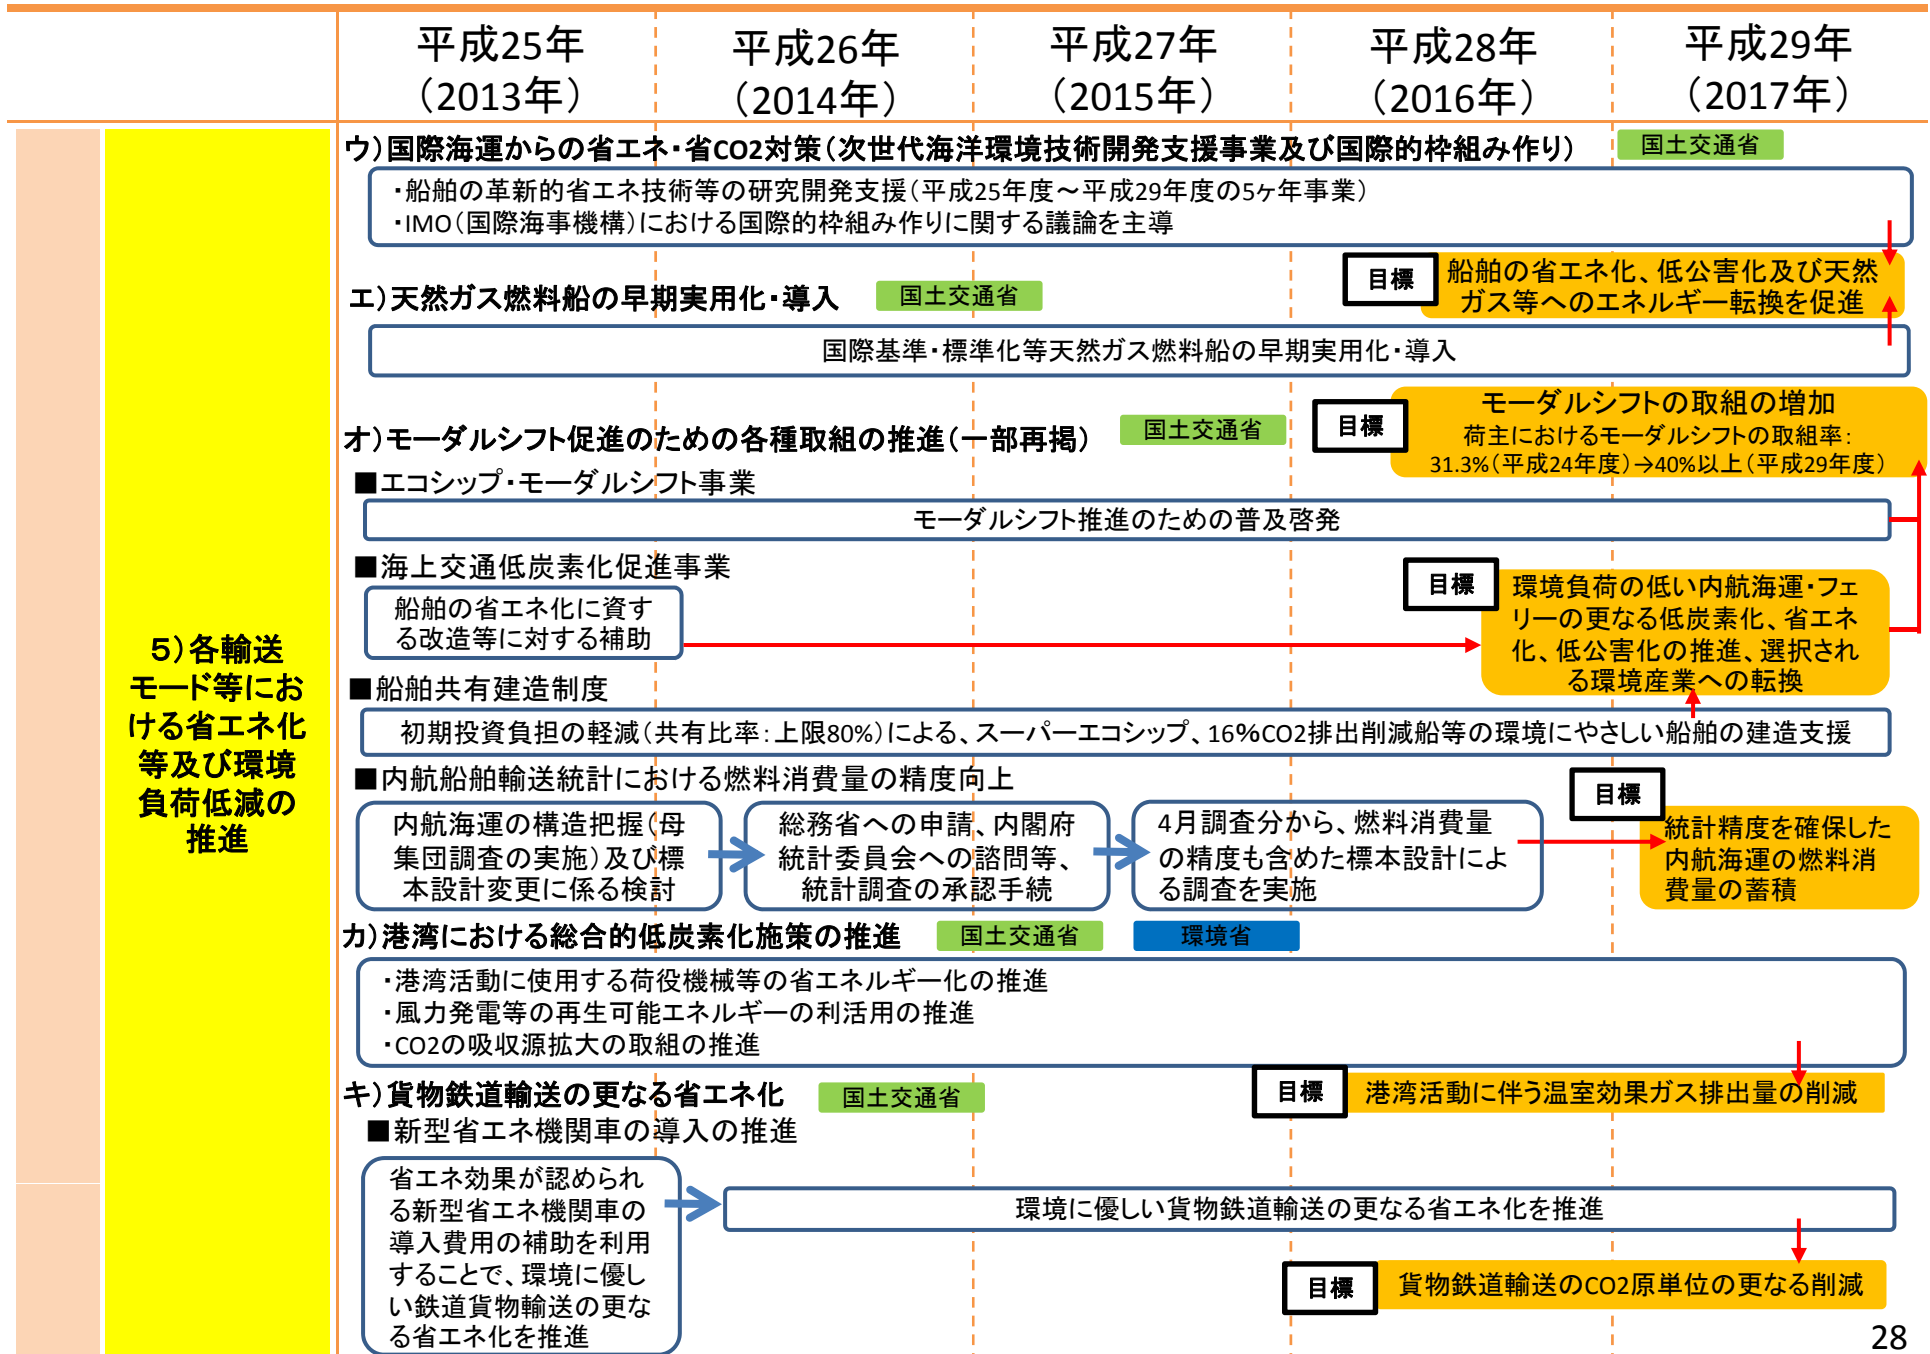 平成25年
（2013年）
平成26年
（2014年）
平成27年
（2015年）
平成28年
（2016年）
平成29年
（2017年）
5）各輸送
モード等にお
ける省エネ化
等及び環境
負荷低減の
推進
ウ）国際海運からの省エネ・省CO2対策（次世代海洋環境技術開発支援事業及び国際的枠組み作り）
国土交通省
・船舶の革新的省エネ技術等の研究開発支援（平成25年度～平成29年度の5ヶ年事業）
・IMO（国際海事機構）における国際的枠組み作りに関する議論を主導
目標
船舶の省エネ化、低公害化及び天然
ガス等へのエネルギー転換を促進
エ）天然ガス燃料船の早期実用化・導入
国土交通省
国際基準・標準化等天然ガス燃料船の早期実用化・導入
オ）モーダルシフト促進のための各種取組の推進（一部再掲）
国土交通省
目標
モーダルシフトの取組の増加
荷主におけるモーダルシフトの取組率：
31.3%（平成24年度）→40%以上（平成29年度）
■エコシップ・モーダルシフト事業
モーダルシフト推進のための普及啓発
■海上交通低炭素化促進事業
船舶の省エネ化に資す
る改造等に対する補助
目標
環境負荷の低い内航海運・フェ
リーの更なる低炭素化、省エネ
化、低公害化の推進、選択され
る環境産業への転換
■船舶共有建造制度
初期投資負担の軽減（共有比率：上限80%）による、スーパーエコシップ、16%CO2排出削減船等の環境にやさしい船舶の建造支援
■内航船舶輸送統計における燃料消費量の精度向上
内航海運の構造把握（母
集団調査の実施）及び標
本設計変更に係る検討
総務省への申請、内閣府
統計委員会への諮問等、
統計調査の承認手続
4月調査分から、燃料消費量
の精度も含めた標本設計によ
る調査を実施
目標
統計精度を確保した
内航海運の燃料消
費量の蓄積
カ）港湾における総合的低炭素化施策の推進
国土交通省
環境省
・港湾活動に使用する荷役機械等の省エネルギー化の推進
・風力発電等の再生可能エネルギーの利活用の推進
・CO2の吸収源拡大の取組の推進
目標
港湾活動に伴う温室効果ガス排出量の削減
キ）貨物鉄道輸送の更なる省エネ化
国土交通省
■新型省エネ機関車の導入の推進
省エネ効果が認められ
る新型省エネ機関車の
導入費用の補助を利用
することで、環境に優し
い鉄道貨物輸送の更な
る省エネ化を推進
環境に優しい貨物鉄道輸送の更なる省エネ化を推進
目標
貨物鉄道輸送のCO2原単位の更なる削減
28